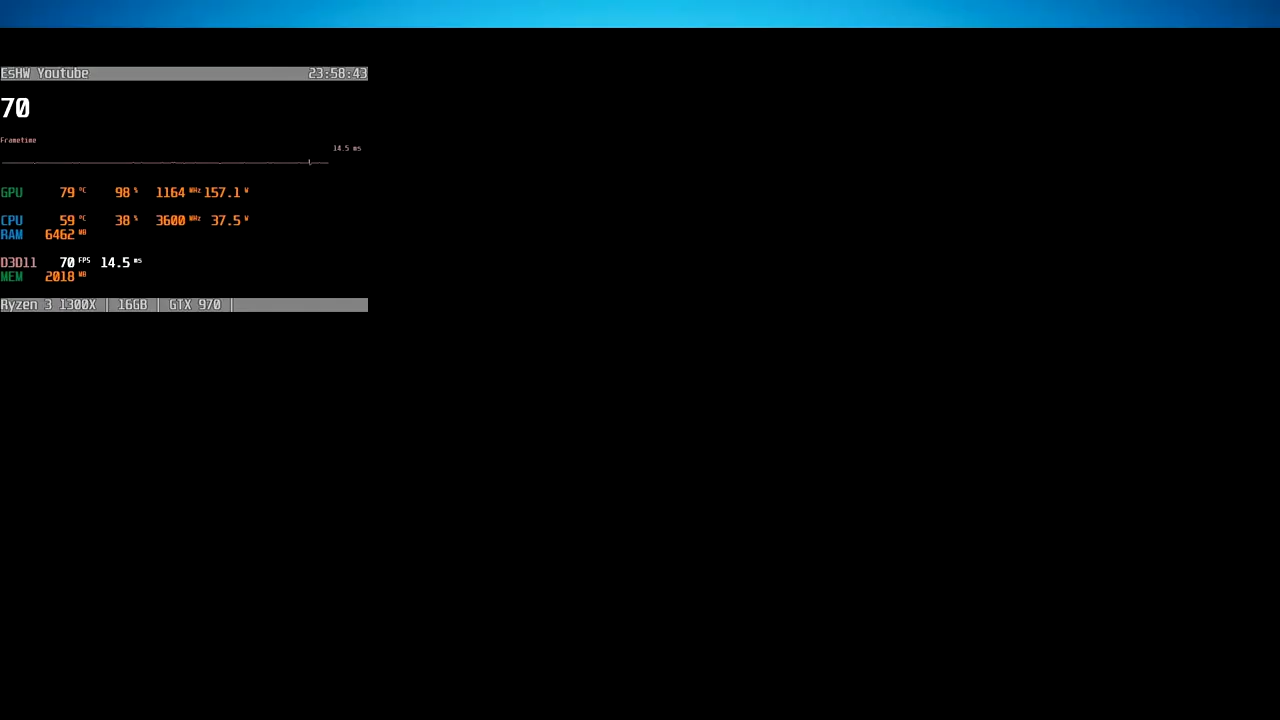 EsHW Youtube 23:58:43
70
Frametime
14.5 ms
GPU 79 °C 98 % 1164 MHz 157.1 W
CPU 59 °C 38 % 3600 MHz 37.5 W
RAM 6462 MB
D3D11 70 FPS 14.5 ms
MEM 2018 MB
Ryzen 3 1300X | 16GB | GTX 970 |